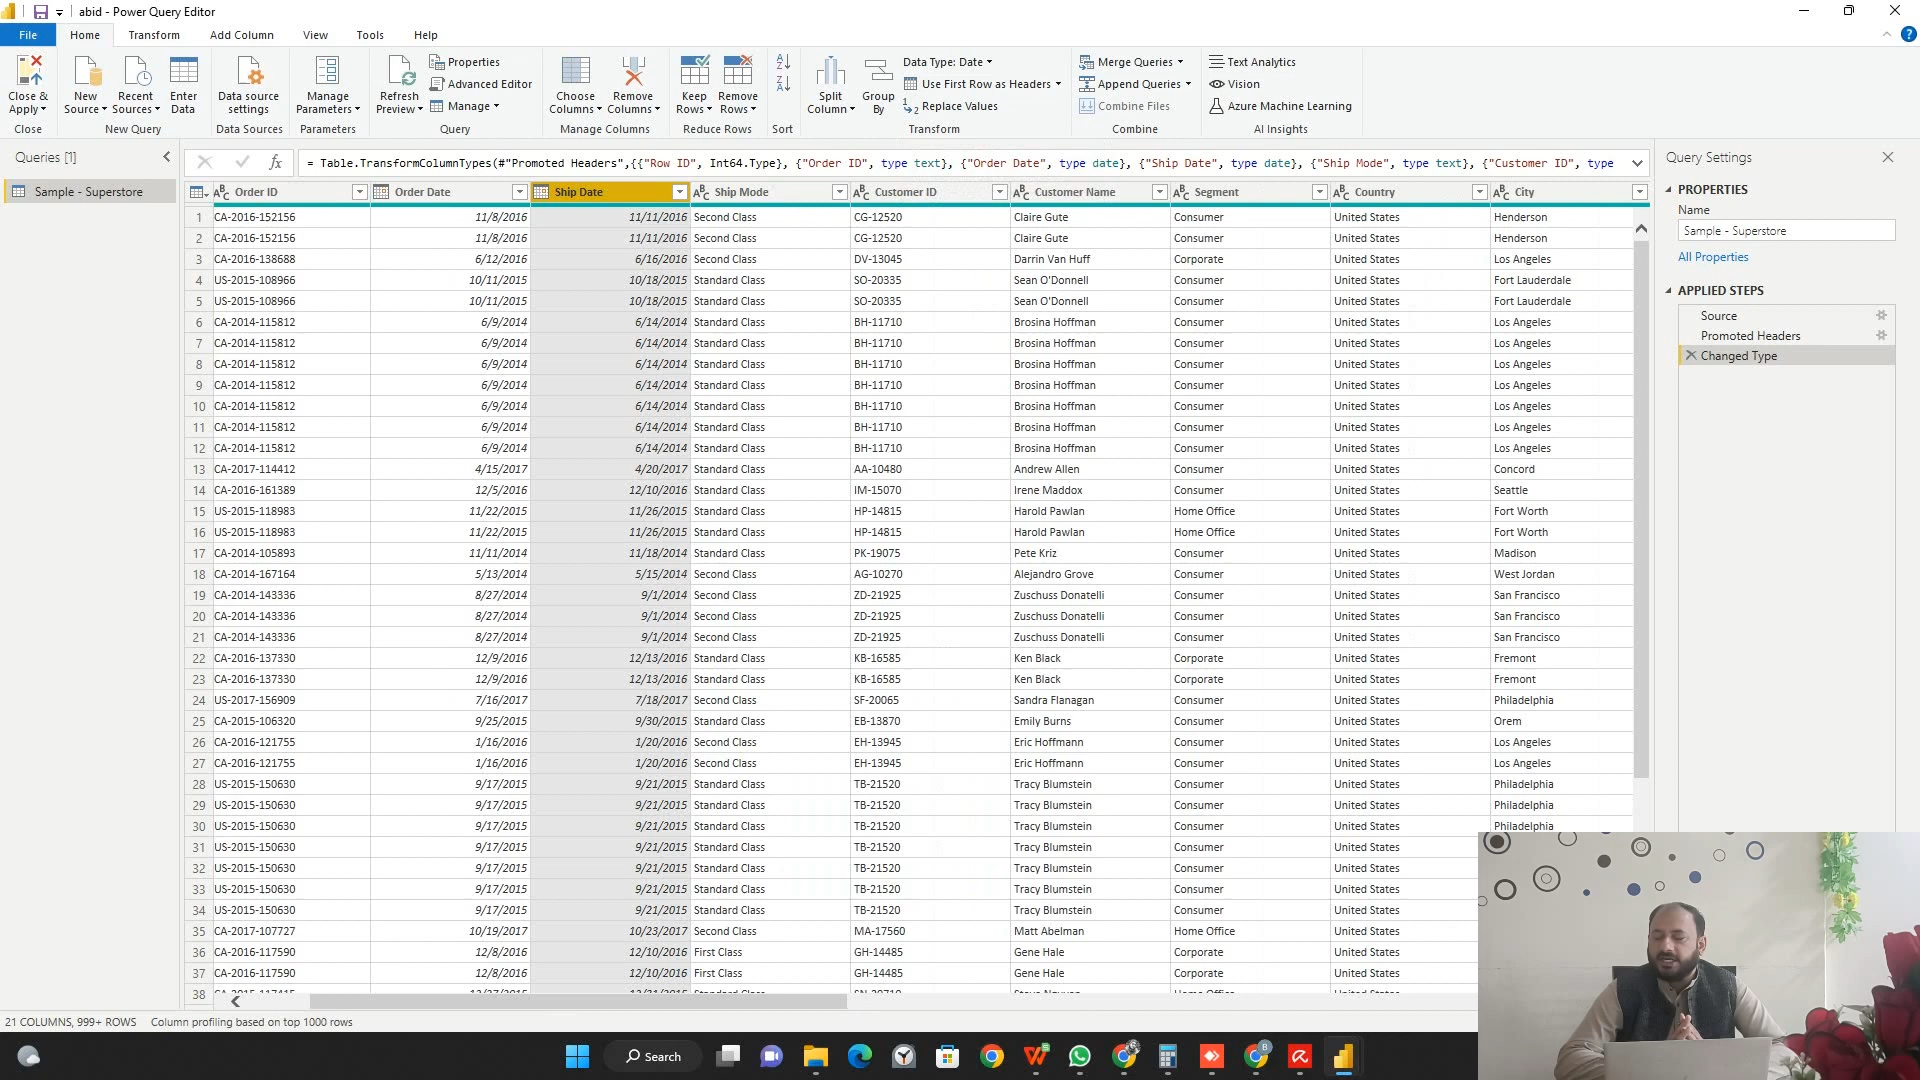 abid - Power Query Editor
File Home Transform Add Column View Tools Help
Close & Apply
Close
New Source
Recent Sources
Enter Data
New Query
Data source settings
Data Sources
Manage Parameters
Parameters
Refresh Preview
Properties
Advanced Editor
Manage
Query
Choose Columns
Remove Columns
Manage Columns
Keep Rows
Remove Rows
Reduce Rows
Sort
Split Column
Group By
Data Type: Date
Use First Row as Headers
Replace Values
Transform
Merge Queries
Append Queries
Combine Files
Combine
Text Analytics
Vision
Azure Machine Learning
AI Insights
Queries [1]
Sample - Superstore
= Table.TransformColumnTypes(#"Promoted Headers",{{"Row ID", Int64.Type}, {"Order ID", type text}, {"Order Date", type date}, {"Ship Date", type date}, {"Ship Mode", type text}, {"Customer ID", type
Order ID Order Date Ship Date Ship Mode Customer ID Customer Name Segment Country City
1 CA-2016-152156 11/8/2016 11/11/2016 Second Class CG-12520 Claire Gute Consumer United States Henderson
2 CA-2016-152156 11/8/2016 11/11/2016 Second Class CG-12520 Claire Gute Consumer United States Henderson
3 CA-2016-138688 6/12/2016 6/16/2016 Second Class DV-13045 Darrin Van Huff Corporate United States Los Angeles
4 US-2015-108966 10/11/2015 10/18/2015 Standard Class SO-20335 Sean O'Donnell Consumer United States Fort Lauderdale
5 US-2015-108966 10/11/2015 10/18/2015 Standard Class SO-20335 Sean O'Donnell Consumer United States Fort Lauderdale
6 CA-2014-115812 6/9/2014 6/14/2014 Standard Class BH-11710 Brosina Hoffman Consumer United States Los Angeles
7 CA-2014-115812 6/9/2014 6/14/2014 Standard Class BH-11710 Brosina Hoffman Consumer United States Los Angeles
8 CA-2014-115812 6/9/2014 6/14/2014 Standard Class BH-11710 Brosina Hoffman Consumer United States Los Angeles
9 CA-2014-115812 6/9/2014 6/14/2014 Standard Class BH-11710 Brosina Hoffman Consumer United States Los Angeles
10 CA-2014-115812 6/9/2014 6/14/2014 Standard Class BH-11710 Brosina Hoffman Consumer United States Los Angeles
11 CA-2014-115812 6/9/2014 6/14/2014 Standard Class BH-11710 Brosina Hoffman Consumer United States Los Angeles
12 CA-2014-115812 6/9/2014 6/14/2014 Standard Class BH-11710 Brosina Hoffman Consumer United States Los Angeles
13 CA-2017-114412 4/15/2017 4/20/2017 Standard Class AA-10480 Andrew Allen Consumer United States Concord
14 CA-2016-161389 12/5/2016 12/10/2016 Standard Class IM-15070 Irene Maddox Consumer United States Seattle
15 US-2015-118983 11/22/2015 11/26/2015 Standard Class HP-14815 Harold Pawlan Home Office United States Fort Worth
16 US-2015-118983 11/22/2015 11/26/2015 Standard Class HP-14815 Harold Pawlan Home Office United States Fort Worth
17 CA-2014-105893 11/11/2014 11/18/2014 Standard Class PK-19075 Pete Kriz Consumer United States Madison
18 CA-2014-167164 5/13/2014 5/15/2014 Second Class AG-10270 Alejandro Grove Consumer United States West Jordan
19 CA-2014-143336 8/27/2014 9/1/2014 Second Class ZD-21925 Zuschuss Donatelli Consumer United States San Francisco
20 CA-2014-143336 8/27/2014 9/1/2014 Second Class ZD-21925 Zuschuss Donatelli Consumer United States San Francisco
21 CA-2014-143336 8/27/2014 9/1/2014 Second Class ZD-21925 Zuschuss Donatelli Consumer United States San Francisco
22 CA-2016-137330 12/9/2016 12/13/2016 Standard Class KB-16585 Ken Black Corporate United States Fremont
23 CA-2016-137330 12/9/2016 12/13/2016 Standard Class KB-16585 Ken Black Corporate United States Fremont
24 US-2017-156909 7/16/2017 7/18/2017 Second Class SF-20065 Sandra Flanagan Consumer United States Philadelphia
25 CA-2015-106320 9/25/2015 9/30/2015 Standard Class EB-13870 Emily Burns Consumer United States Orem
26 CA-2016-121755 1/16/2016 1/20/2016 Second Class EH-13945 Eric Hoffmann Consumer United States Los Angeles
27 CA-2016-121755 1/16/2016 1/20/2016 Second Class EH-13945 Eric Hoffmann Consumer United States Los Angeles
28 US-2015-150630 9/17/2015 9/21/2015 Standard Class TB-21520 Tracy Blumstein Consumer United States Philadelphia
29 US-2015-150630 9/17/2015 9/21/2015 Standard Class TB-21520 Tracy Blumstein Consumer United States Philadelphia
30 US-2015-150630 9/17/2015 9/21/2015 Standard Class TB-21520 Tracy Blumstein Consumer United States Philadelphia
31 US-2015-150630 9/17/2015 9/21/2015 Standard Class TB-21520 Tracy Blumstein Consumer United States
32 US-2015-150630 9/17/2015 9/21/2015 Standard Class TB-21520 Tracy Blumstein Consumer United States
33 US-2015-150630 9/17/2015 9/21/2015 Standard Class TB-21520 Tracy Blumstein Consumer United States
34 US-2015-150630 9/17/2015 9/21/2015 Standard Class TB-21520 Tracy Blumstein Consumer United States
35 CA-2017-107727 10/19/2017 10/23/2017 Second Class MA-17560 Matt Abelman Home Office United States
36 CA-2016-117590 12/8/2016 12/10/2016 First Class GH-14485 Gene Hale Corporate United States
37 CA-2016-117590 12/8/2016 12/10/2016 First Class GH-14485 Gene Hale Corporate United States
38
Query Settings
PROPERTIES
Name
Sample - Superstore
All Properties
APPLIED STEPS
Source
Promoted Headers
Changed Type
21 COLUMNS, 999+ ROWS Column profiling based on top 1000 rows
Search